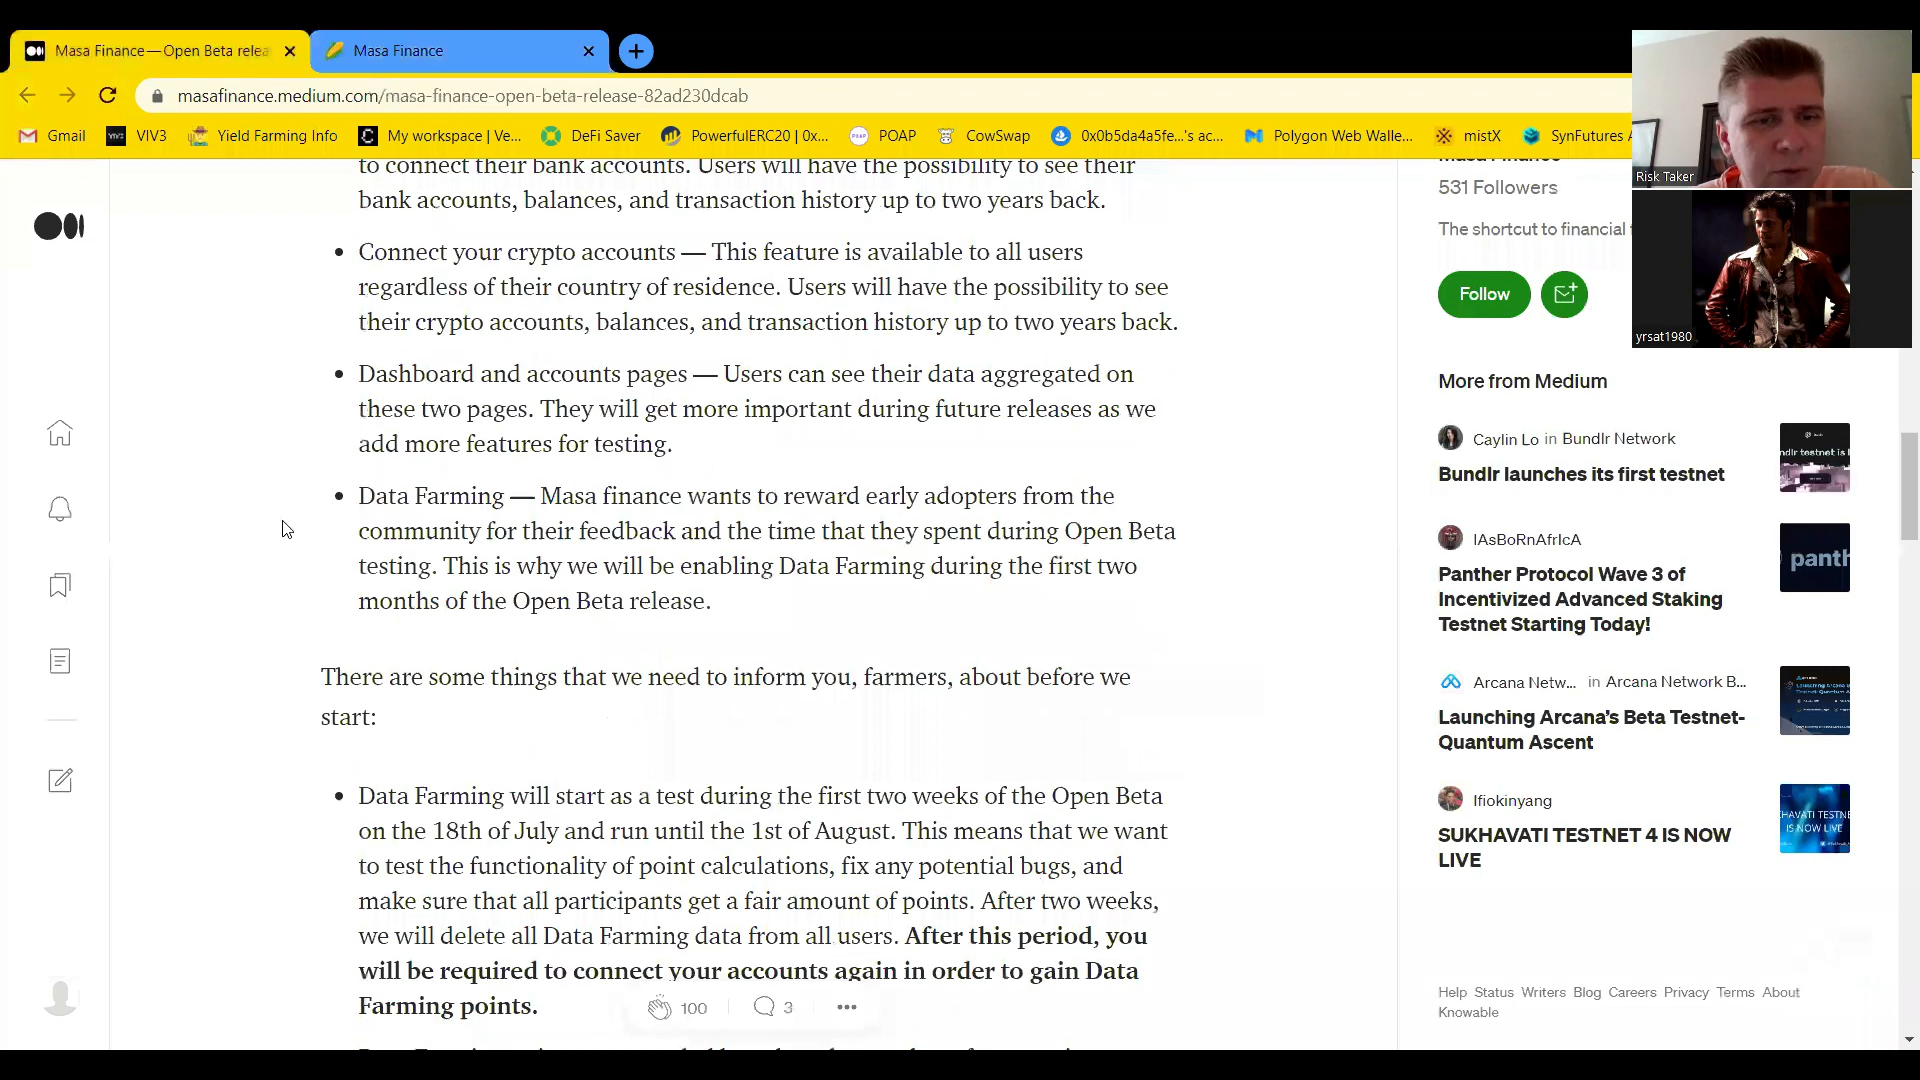 Masa Finance — Open Beta relea
Masa Finance
masafinance.medium.com/masa-finance-open-beta-release-82ad230dcab
Gmail
VIV3
Yield Farming Info
My workspace | Ve...
DeFi Saver
PowerfulERC20 | 0x...
POAP
CowSwap
0x0b5da4a5fe...'s ac...
Polygon Web Walle...
mistX
SynFutures
Risk Taker
yrsat1980
to connect their bank accounts. Users will have the possibility to see their
bank accounts, balances, and transaction history up to two years back.
• Connect your crypto accounts — This feature is available to all users
regardless of their country of residence. Users will have the possibility to see
their crypto accounts, balances, and transaction history up to two years back.
• Dashboard and accounts pages — Users can see their data aggregated on
these two pages. They will get more important during future releases as we
add more features for testing.
• Data Farming — Masa finance wants to reward early adopters from the
community for their feedback and the time that they spent during Open Beta
testing. This is why we will be enabling Data Farming during the first two
months of the Open Beta release.
There are some things that we need to inform you, farmers, about before we
start:
• Data Farming will start as a test during the first two weeks of the Open Beta
on the 18th of July and run until the 1st of August. This means that we want
to test the functionality of point calculations, fix any potential bugs, and
make sure that all participants get a fair amount of points. After two weeks,
we will delete all Data Farming data from all users. After this period, you
will be required to connect your accounts again in order to gain Data
Farming points.
100
3
531 Followers
The shortcut to financial
Follow
More from Medium
Caylin Lo in Bundlr Network
Bundlr launches its first testnet
IAsBoRnAfrIcA
Panther Protocol Wave 3 of
Incentivized Advanced Staking
Testnet Starting Today!
panth
Arcana Netw... in Arcana Network B...
Launching Arcana's Beta Testnet-
Quantum Ascent
Ifiokinyang
SUKHAVATI TESTNET 4 IS NOW
LIVE
Help Status Writers Blog Careers Privacy Terms About
Knowable